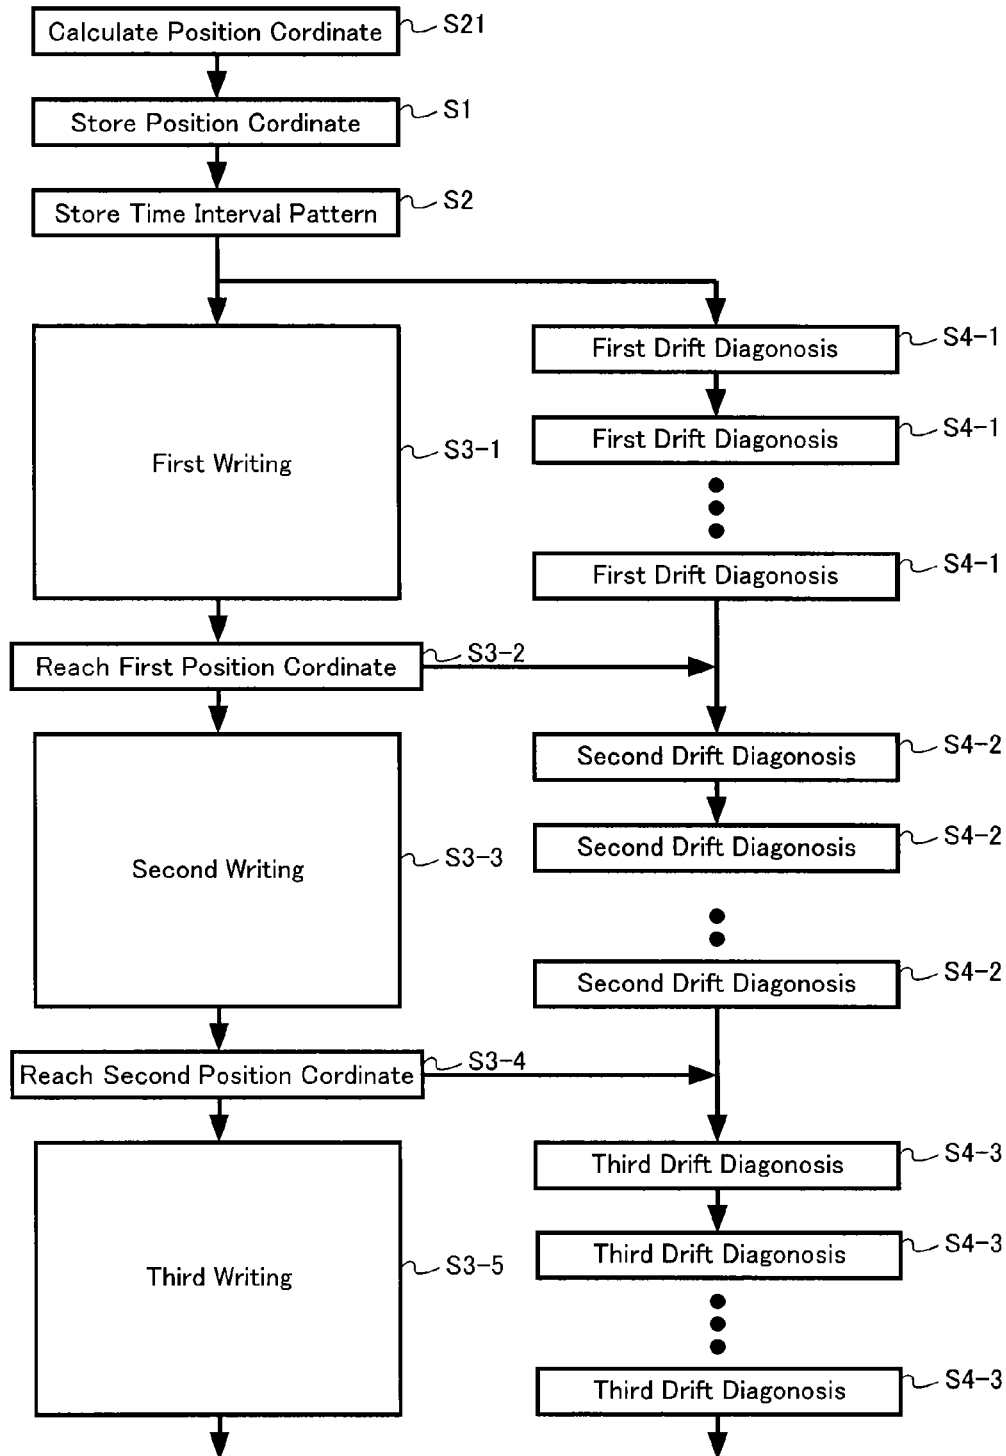 Calculate Position Cordinate
S21
Store Position Cordinate
S1
Store Time Interval Pattern
S2
First Drift Diagonosis
S4-1
First Drift Diagonosis
S4-1
First Writing
S3-1
First Drift Diagonosis
S4-1
Reach First Position Cordinate
S3-2
Second Drift Diagonosis
S4-2
Second Drift Diagonosis
S4-2
Second Writing
S3-3
Second Drift Diagonosis
S4-2
Reach Second Position Cordinate
S3-4
Third Drift Diagonosis
S4-3
Third Drift Diagonosis
S4-3
Third Writing
S3-5
Third Drift Diagonosis
S4-3